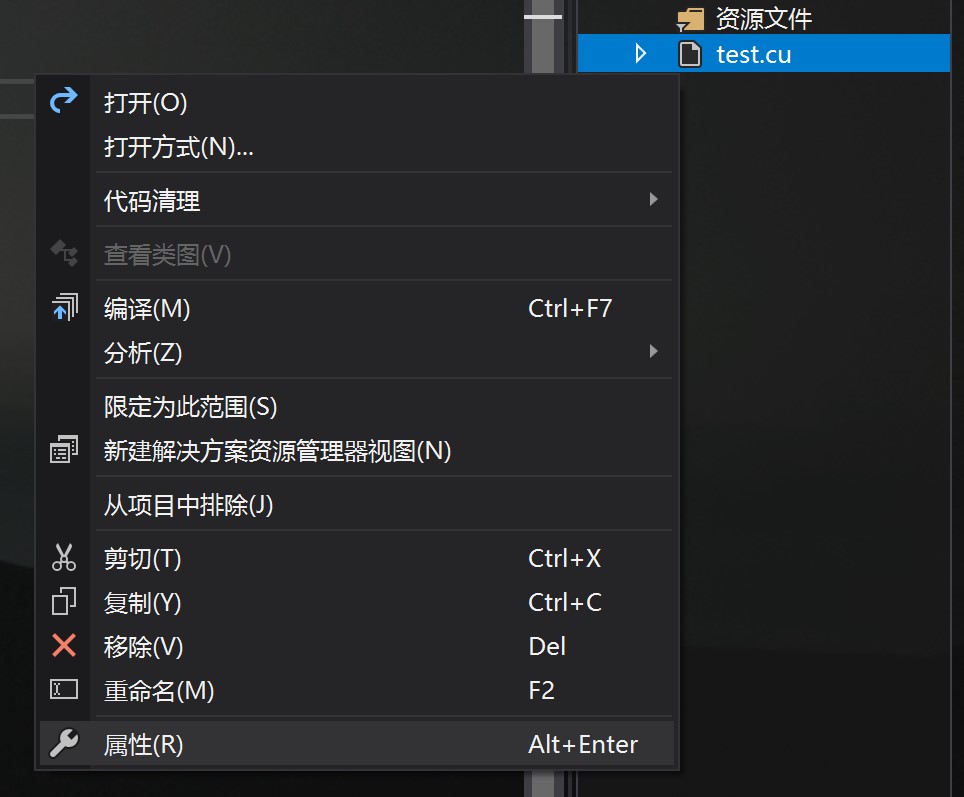 资源文件
test.cu
打开(O)
打开方式(N)...
代码清理
查看类图(V)
编译(M) Ctrl+F7
分析(Z)
限定为此范围(S)
新建解决方案资源管理器视图(N)
从项目中排除(J)
剪切(T) Ctrl+X
复制(Y) Ctrl+C
移除(V) Del
重命名(M) F2
属性(R) Alt+Enter